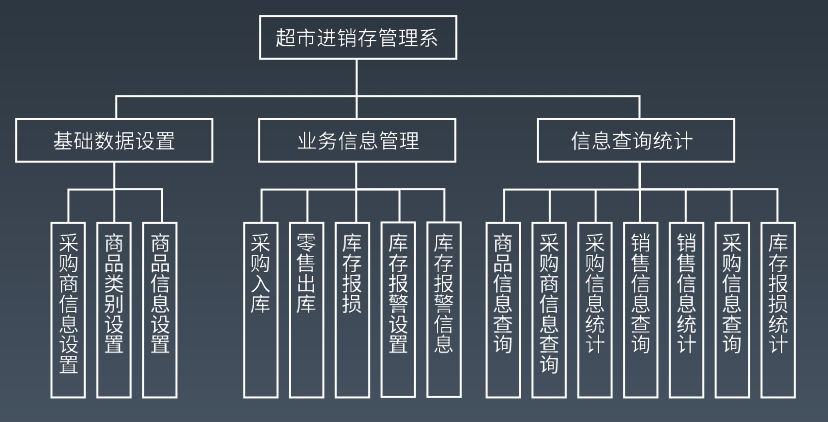 超市进销存管理系
基础数据设置
业务信息管理
信息查询统计
采购商信息设置
商品类别设置
商品信息设置
采购入库
零售出库
库存报损
库存报警设置
库存报警信息
商品信息查询
采购商信息查询
采购信息统计
销售信息查询
销售信息统计
采购信息查询
库存报损统计